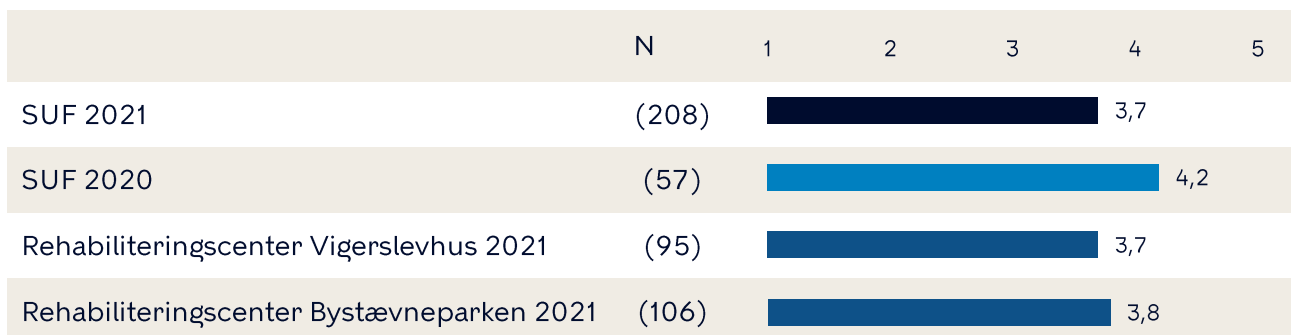 N 1 2 3 4 5
SUF 2021 (208) 3,7
SUF 2020 (57) 4,2
Rehabiliteringscenter Vigerslevhus 2021 (95) 3,7
Rehabiliteringscenter Bystævneparken 2021 (106) 3,8